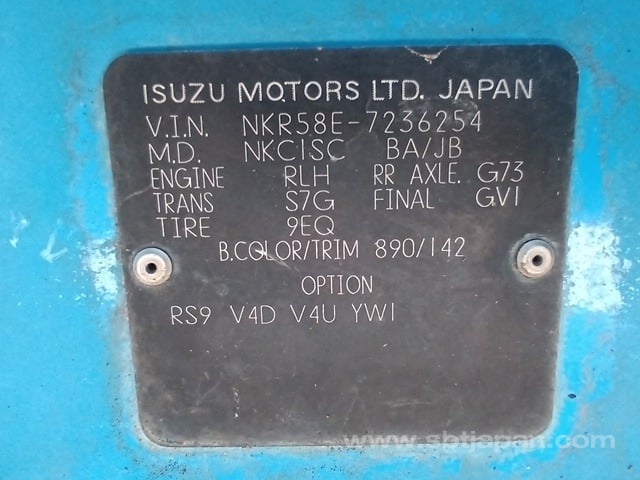 ISUZU MOTORS LTD. JAPAN
V.I.N. NKR58E-7236254
M.D. NKC1SC BA/JB
ENGINE RLH RR AXLE. G73
TRANS S7G FINAL GV1
TIRE 9EQ
B.COLOR/TRIM 890/142
OPTION
RS9 V4D V4U YW1
www.sbtjapan.com